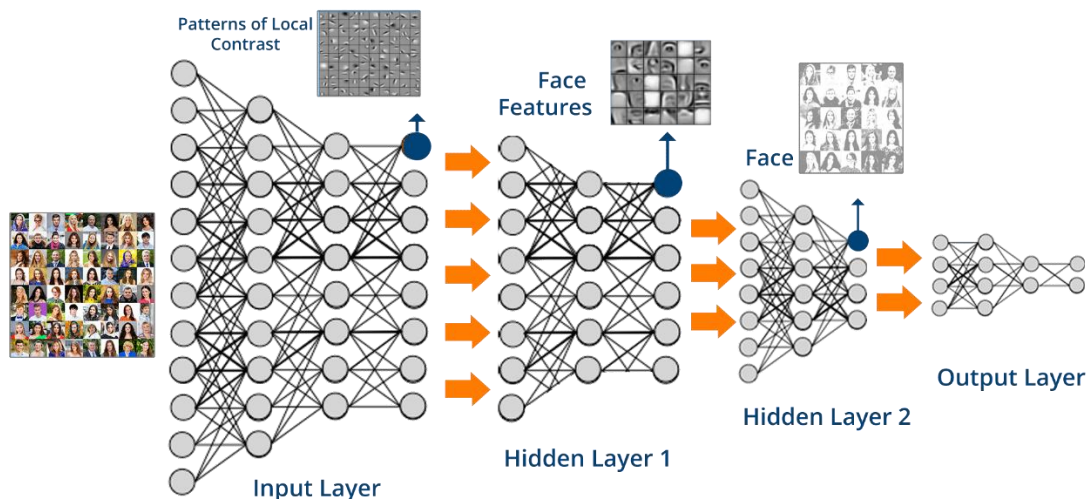 Patterns of Local
Contrast
Face
Features
Face
Input Layer
Hidden Layer 1
Hidden Layer 2
Output Layer